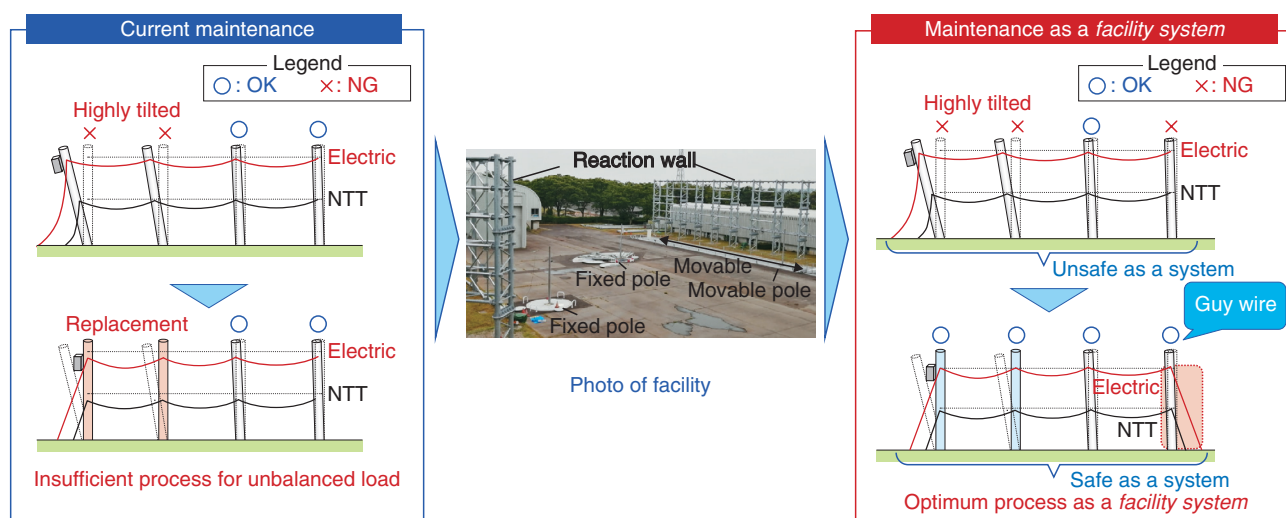 Current maintenance
Legend
○: OK ×: NG
Highly tilted
× × ○ ○
Electric
NTT
Replacement
○ ○
Electric
NTT
Insufficient process for unbalanced load
Reaction wall
Movable
Fixed pole
Movable pole
Fixed pole
Photo of facility
Maintenance as a facility system
Legend
○: OK ×: NG
Highly tilted
× × ○ ×
Electric
NTT
Unsafe as a system
Guy wire
○ ○ ○ ○
Electric
NTT
Safe as a system
Optimum process as a facility system